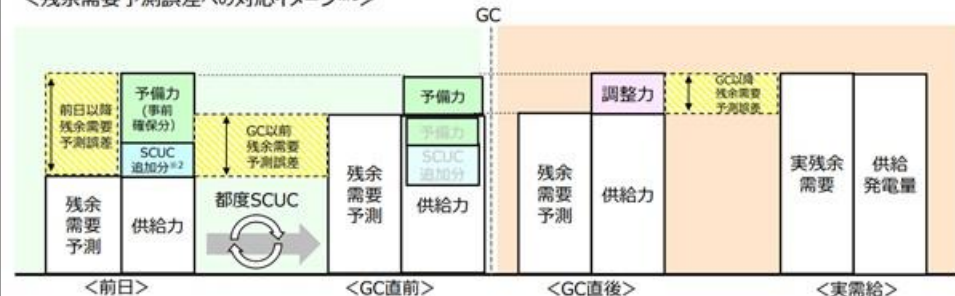 <残余需要予測誤差への対応イメージ
GC
前日以降
残余需要
予測誤差
予備力
(事前
確保分)
SCUC
追加分※2
残余
需要
予測
供給力
GC以前
残余需要
予測誤差
都度SCUC
残余
需要
予測
予備力
予備力
SCUC
追加分
供給力
残余
需要
予測
調整力
供給力
GC以降
残余需要
予測誤差
実残余
需要
供給
発電量
<前日>
<GC直前>
<GC直後>
<実需給>